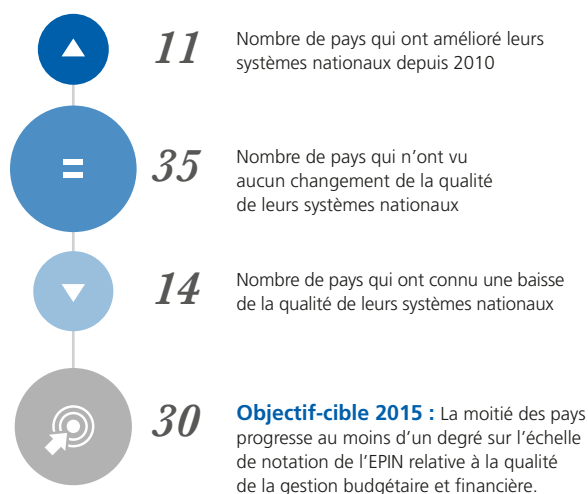 11
Nombre de pays qui ont amélioré leurs
systèmes nationaux depuis 2010
35
Nombre de pays qui n’ont vu
aucun changement de la qualité
de leurs systèmes nationaux
14
Nombre de pays qui ont connu une baisse
de la qualité de leurs systèmes nationaux
30
Objectif-cible 2015 : La moitié des pays
progresse au moins d’un degré sur l’échelle
de notation de l’EPIN relative à la qualité
de la gestion budgétaire et financière.